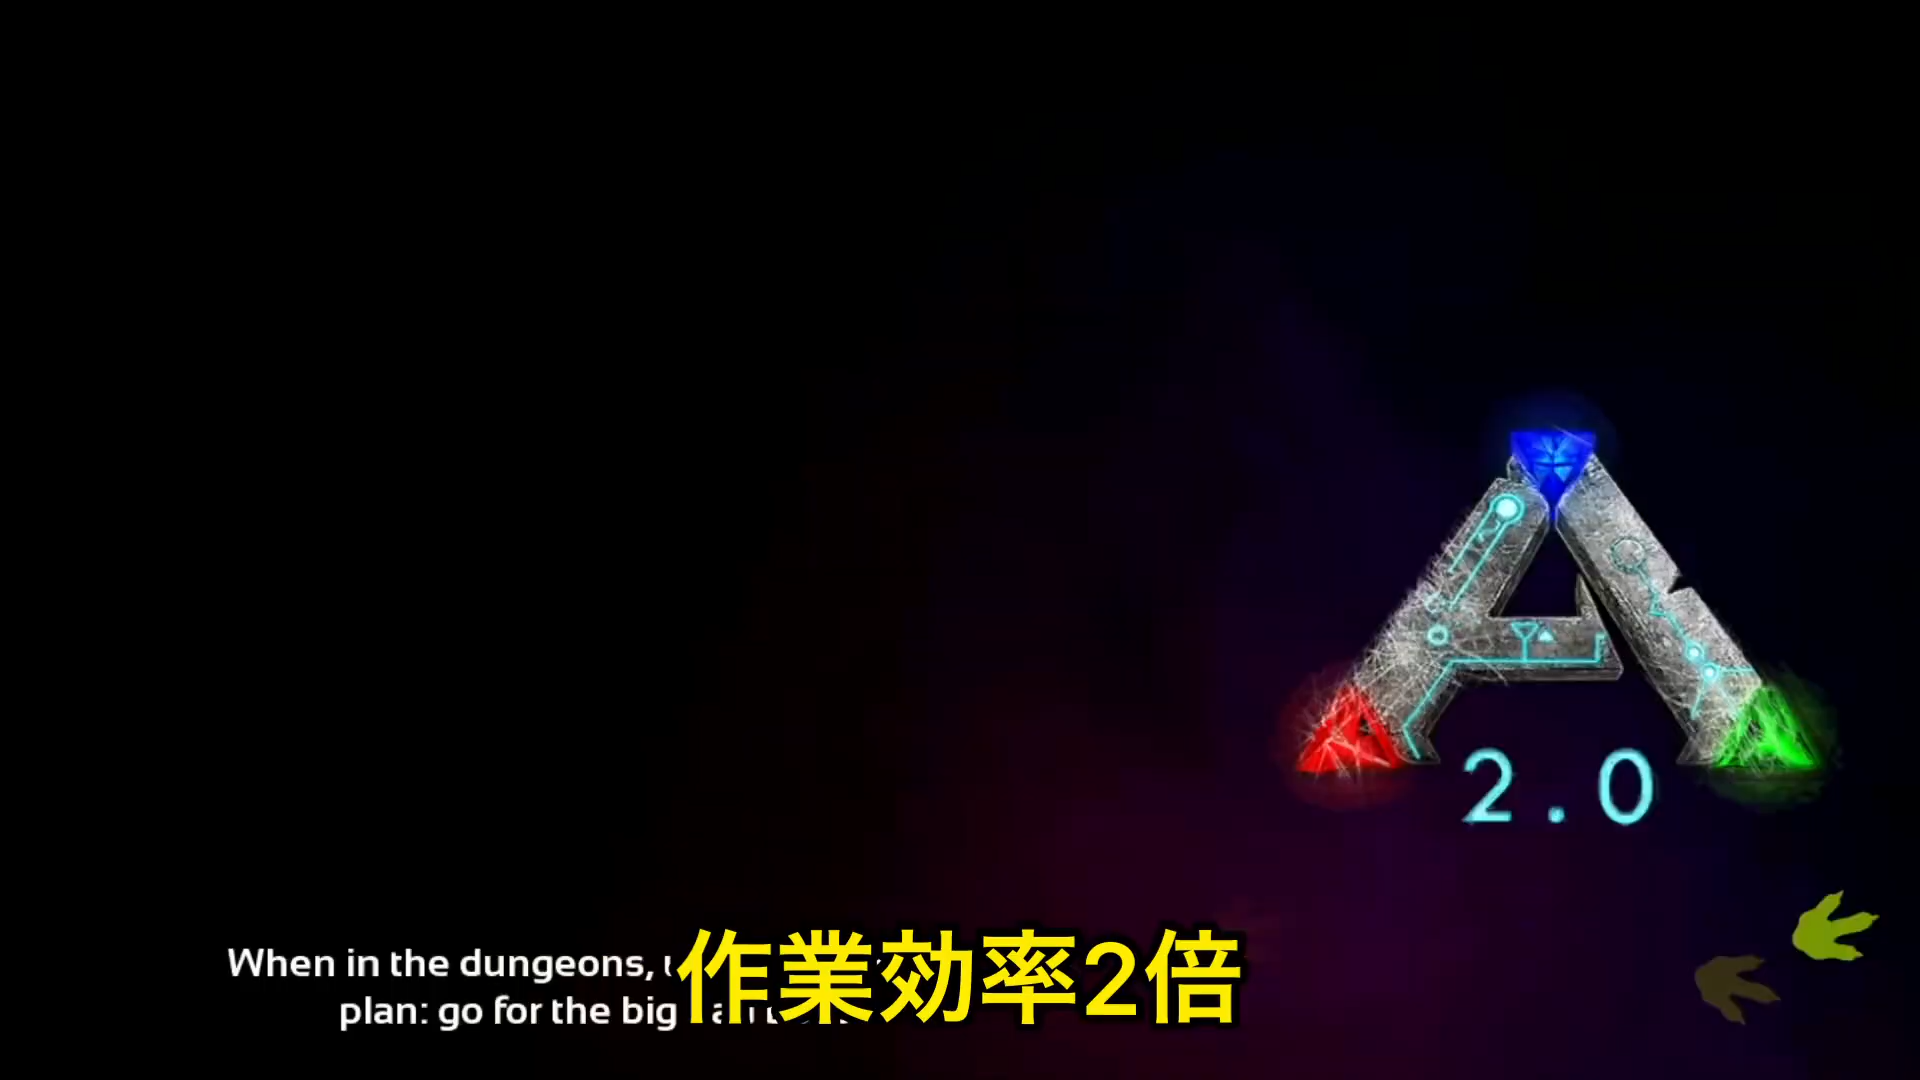 2.0
When in the dungeons,
plan: go for the big
作業効率2倍